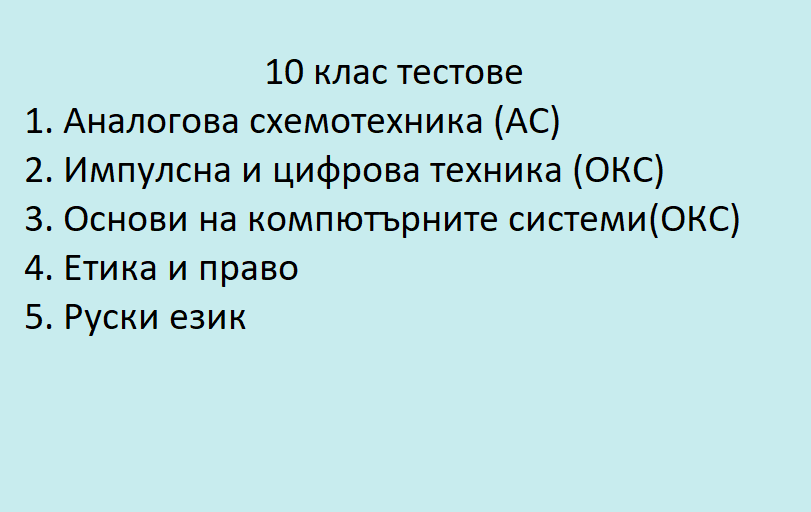 10 клас тестове
1. Аналогова схемотехника (АС)
2. Импулсна и цифрова техника (ОКС)
3. Основи на компютърните системи(ОКС)
4. Етика и право
5. Руски език